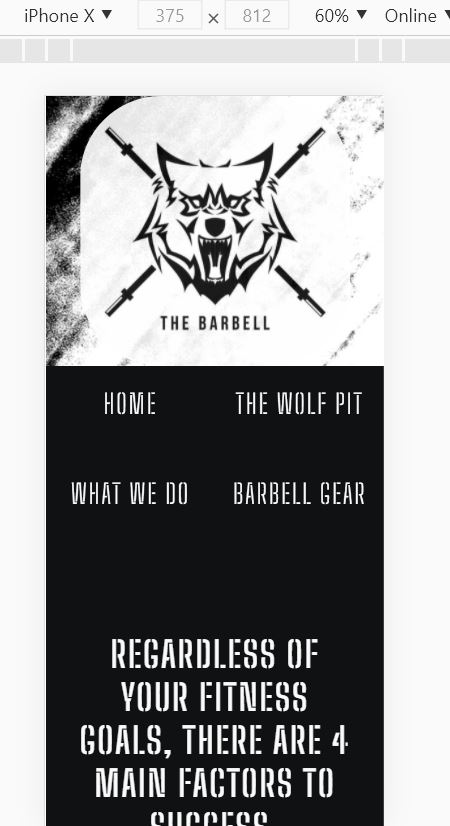 iPhone X ▼ 375 × 812 60% ▼ Online ▼
THE BARBELL
HOME THE WOLF PIT
WHAT WE DO BARBELL GEAR
REGARDLESS OF
YOUR FITNESS
GOALS, THERE ARE 4
MAIN FACTORS TO
SUCCESS